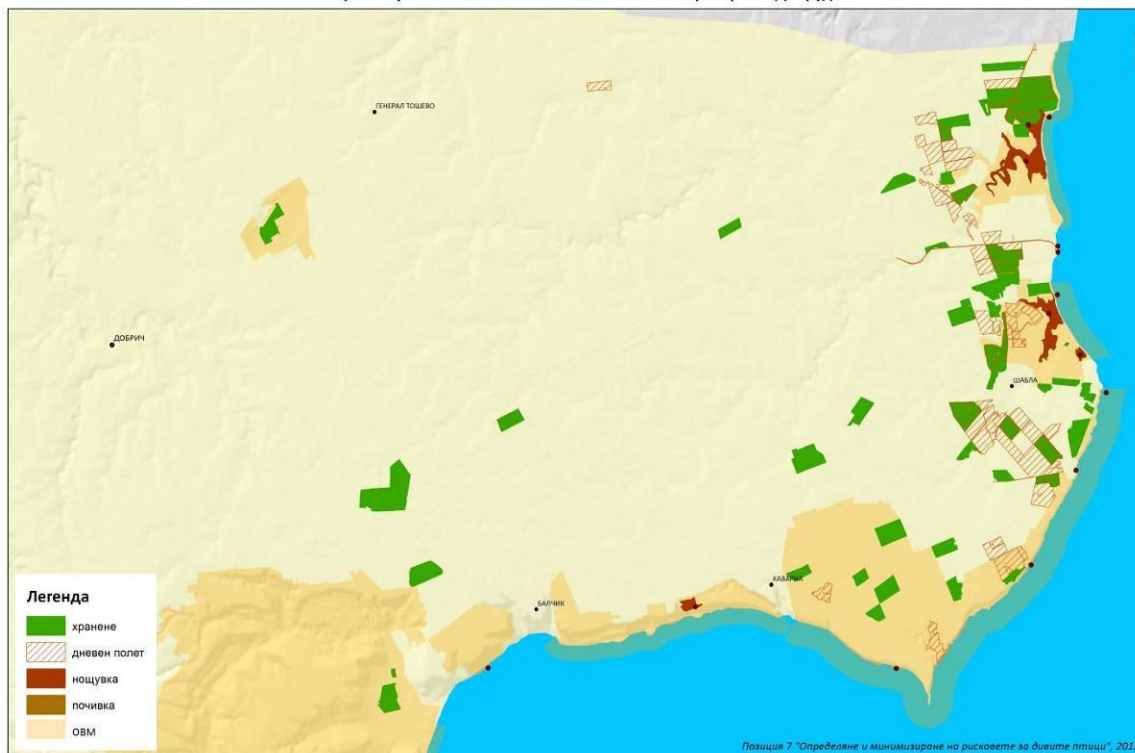 ГЕНЕРАЛ ТОШЕВО
ДОБРИЧ
ШАБЛА
КАВАРНА
БАЛЧИК
Легенда
хранене
дневен полет
нощувка
почивка
ОВМ
Позиция 7 "Определяне и минимизиране на рисковете за дивите птици",